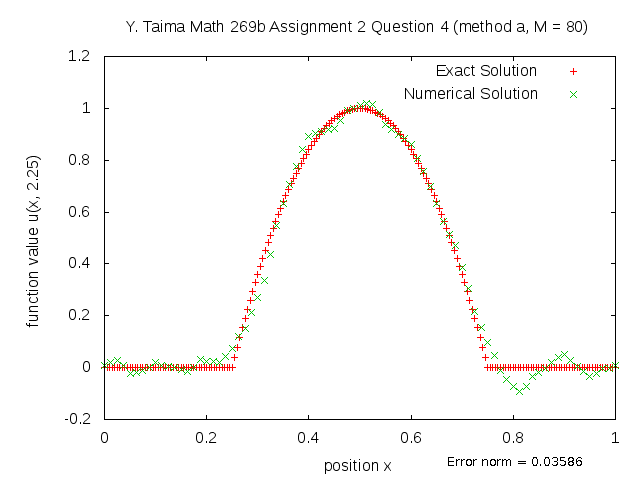 Y. Taima Math 269b Assignment 2 Question 4 (method a, M = 80)
1.2
Exact Solution
Numerical Solution
1
0.8
0.6
0.4
0.2
0
-0.2
function value u(x, 2.25)
0
0.2
0.4
0.6
0.8
1
position x
Error norm = 0.03586